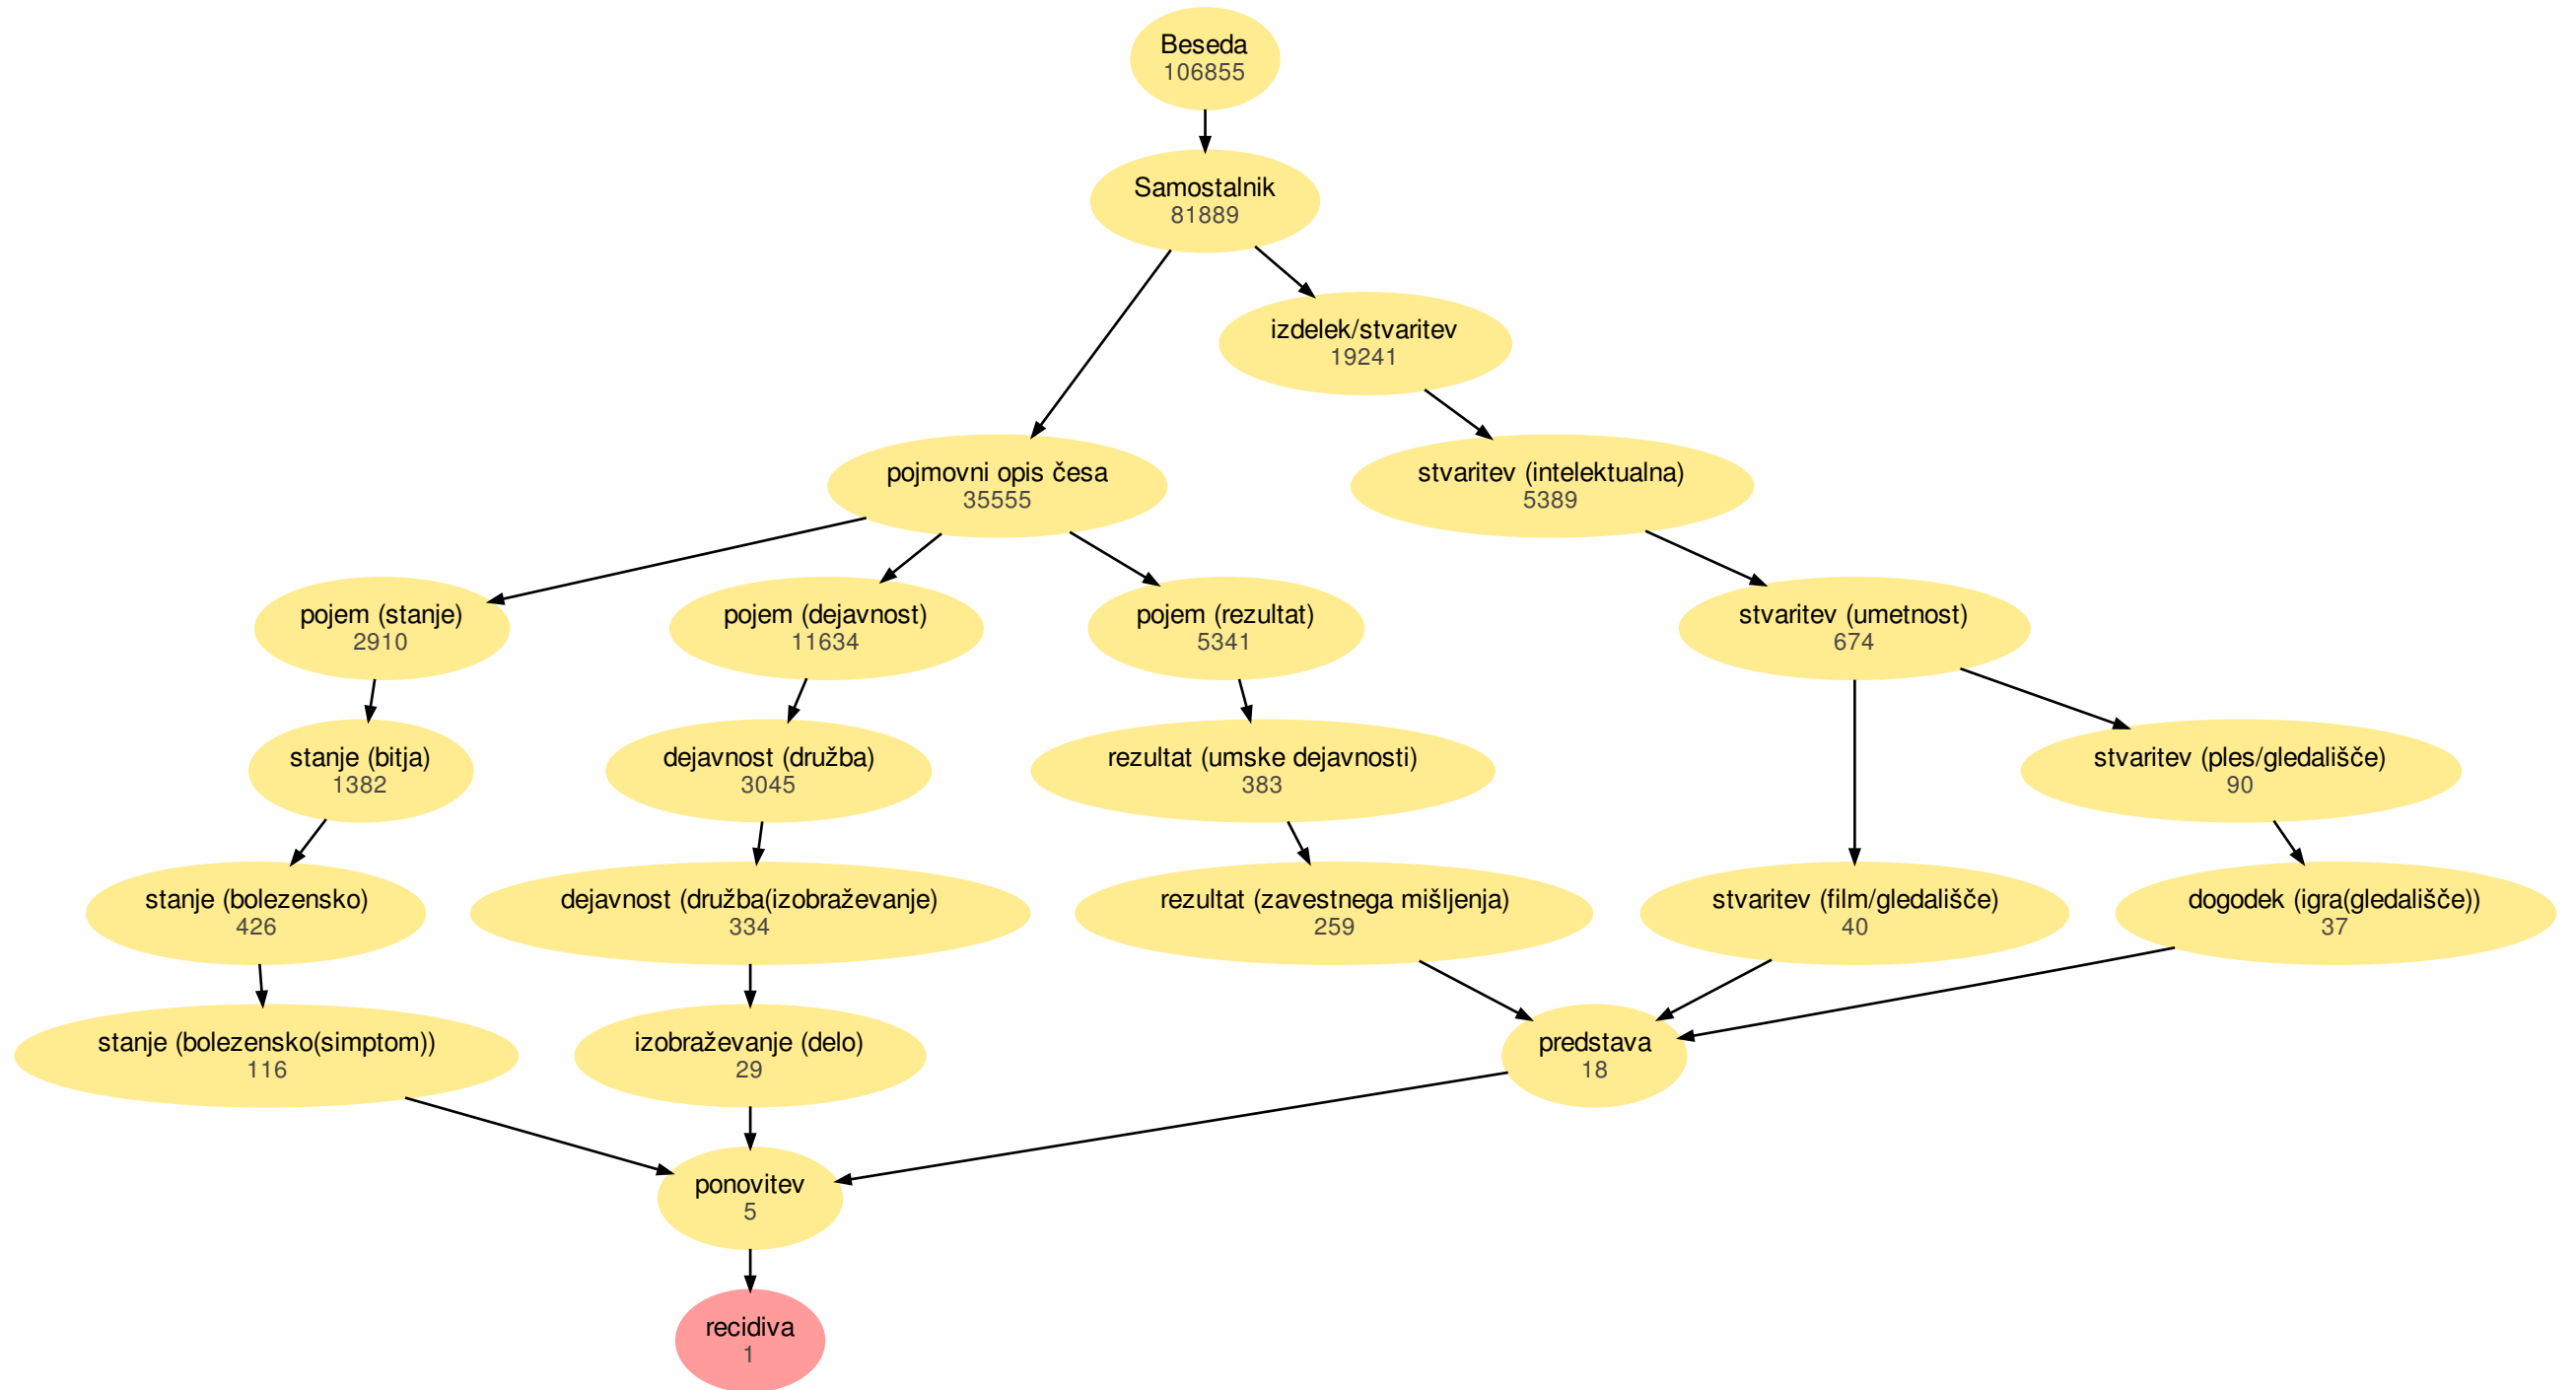 Beseda
106855
Samostalnik
81889
izdelek/stvaritev
19241
pojmovni opis česa
35555
stvaritev (intelektualna)
5389
pojem (stanje)
2910
pojem (dejavnost)
11634
pojem (rezultat)
5341
stvaritev (umetnost)
674
stanje (bitja)
1382
dejavnost (družba)
3045
rezultat (umske dejavnosti)
383
stvaritev (ples/gledališče)
90
stanje (bolezensko)
426
dejavnost (družba(izobraževanje)
334
rezultat (zavestnega mišljenja)
259
stvaritev (film/gledališče)
40
dogodek (igra(gledališče))
37
stanje (bolezensko(simptom))
116
izobraževanje (delo)
29
predstava
18
ponovitev
5
recidiva
1